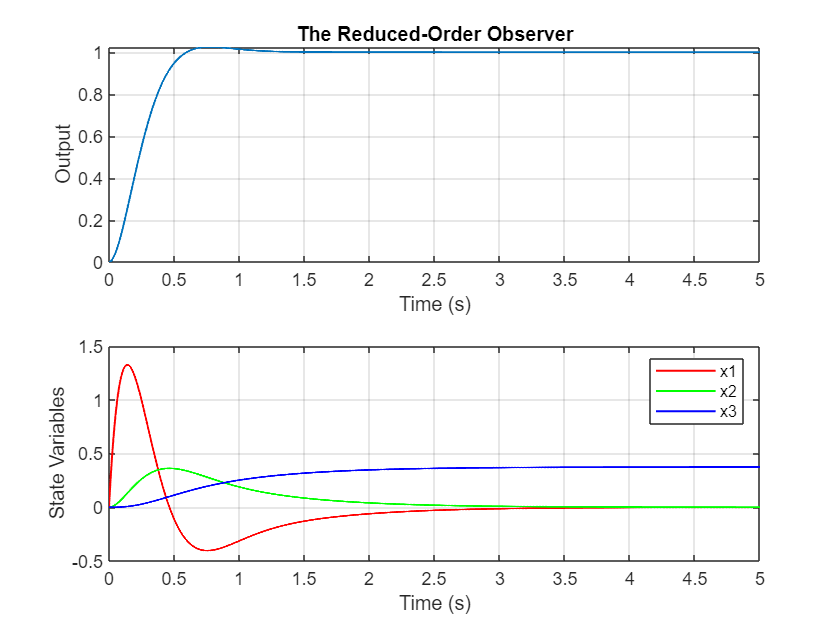 The Reduced-Order Observer
1
0.8
0.6
0.4
0.2
0
Output
0 0.5 1 1.5 2 2.5 3 3.5 4 4.5 5
Time (s)
1.5
1
0.5
0
-0.5
State Variables
x1
x2
x3
0 0.5 1 1.5 2 2.5 3 3.5 4 4.5 5
Time (s)